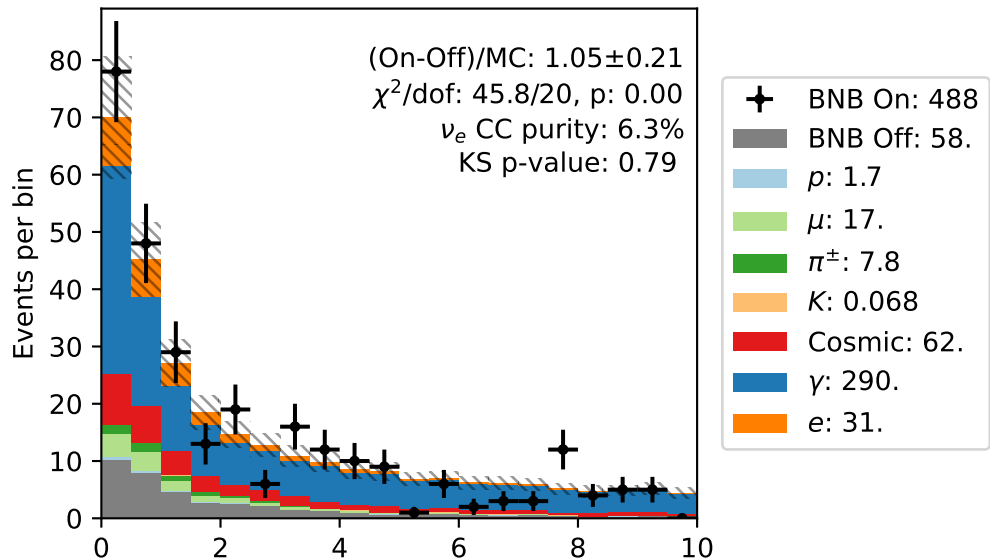 (On-Off)/MC: 1.05±0.21
χ²/dof: 45.8/20, p: 0.00
νₑ CC purity: 6.3%
KS p-value: 0.79
Events per bin
80
70
60
50
40
30
20
10
0
0 2 4 6 8 10
BNB On: 488
BNB Off: 58.
p: 1.7
μ: 17.
π±: 7.8
K: 0.068
Cosmic: 62.
γ: 290.
e: 31.